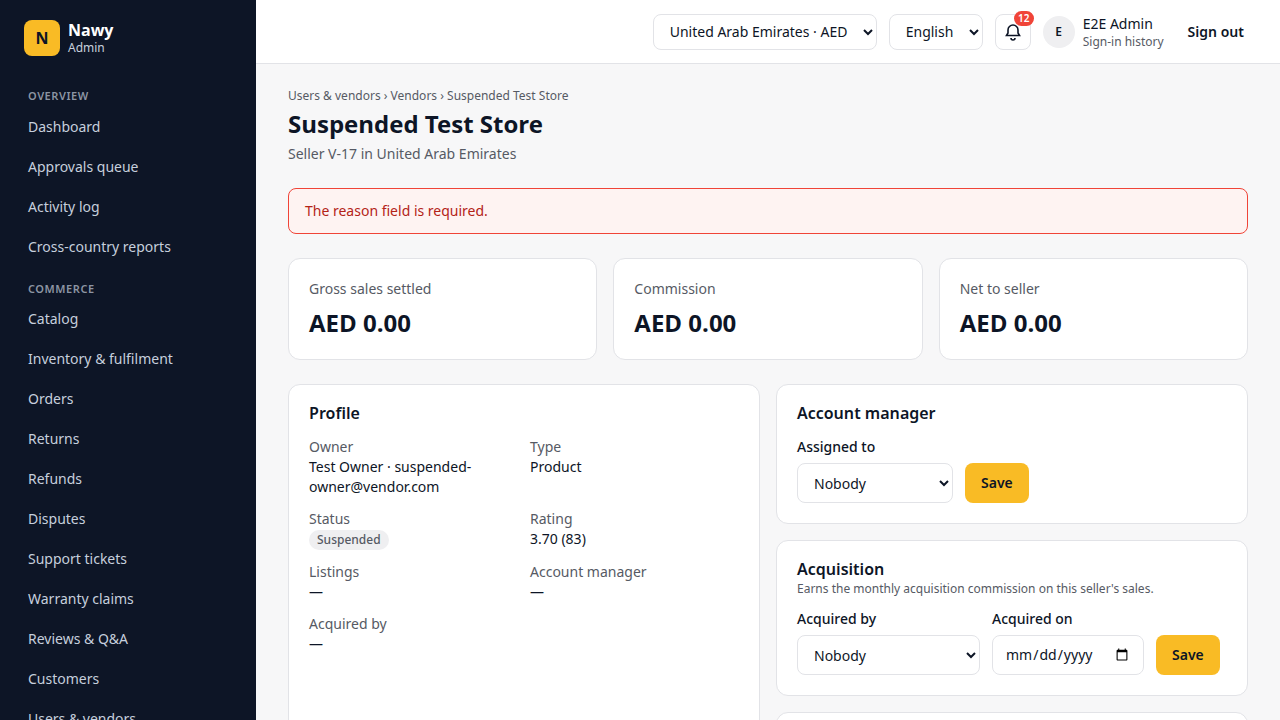 N
Nawy
Admin
OVERVIEW
Dashboard
Approvals queue
Activity log
Cross-country reports
COMMERCE
Catalog
Inventory & fulfilment
Orders
Returns
Refunds
Disputes
Support tickets
Warranty claims
Reviews & Q&A
Customers
Users & vendors
United Arab Emirates · AED
English
12
E
E2E Admin
Sign-in history
Sign out
Users & vendors › Vendors › Suspended Test Store
Suspended Test Store
Seller V-17 in United Arab Emirates
The reason field is required.
Gross sales settled
AED 0.00
Commission
AED 0.00
Net to seller
AED 0.00
Profile
Owner
Test Owner · suspended-
owner@vendor.com
Type
Product
Status
Suspended
Rating
3.70 (83)
Listings
—
Account manager
—
Acquired by
—
Account manager
Assigned to
Nobody
Save
Acquisition
Earns the monthly acquisition commission on this seller's sales.
Acquired by
Nobody
Acquired on
mm/dd/yyyy
Save